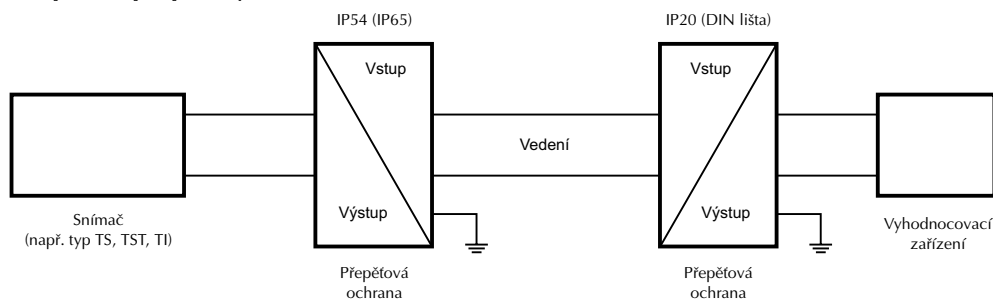 IP54 (IP65)
IP20 (DIN lišta)
Vstup
Vstup
Vedení
Výstup
Výstup
Snímač
(např. typ TS, TST, TI)
Vyhodnocovací
zařízení
Přepěťová
ochrana
Přepěťová
ochrana